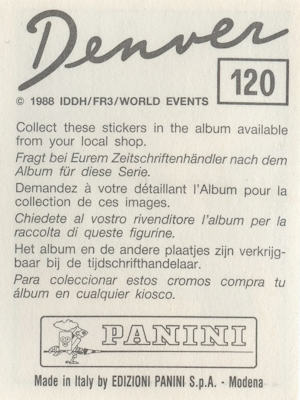 Denver
120
© 1988 IDDH/FR3/WORLD EVENTS
Collect these stickers in the album available
from your local shop.
Fragt bei Eurem Zeitschriftenhändler nach dem
Album für diese Serie.
Demandez à votre détaillant l'Album pour la
collection de ces images.
Chiedete al vostro rivenditore l'album per la
raccolta di queste figurine.
Het album en de andere plaatjes zijn verkrijg-
baar bij de tijdschrifthandelaar.
Para coleccionar estos cromos compra tu
álbum en cualquier kiosco.
PANINI
Made in Italy by EDIZIONI PANINI S.p.A. - Modena